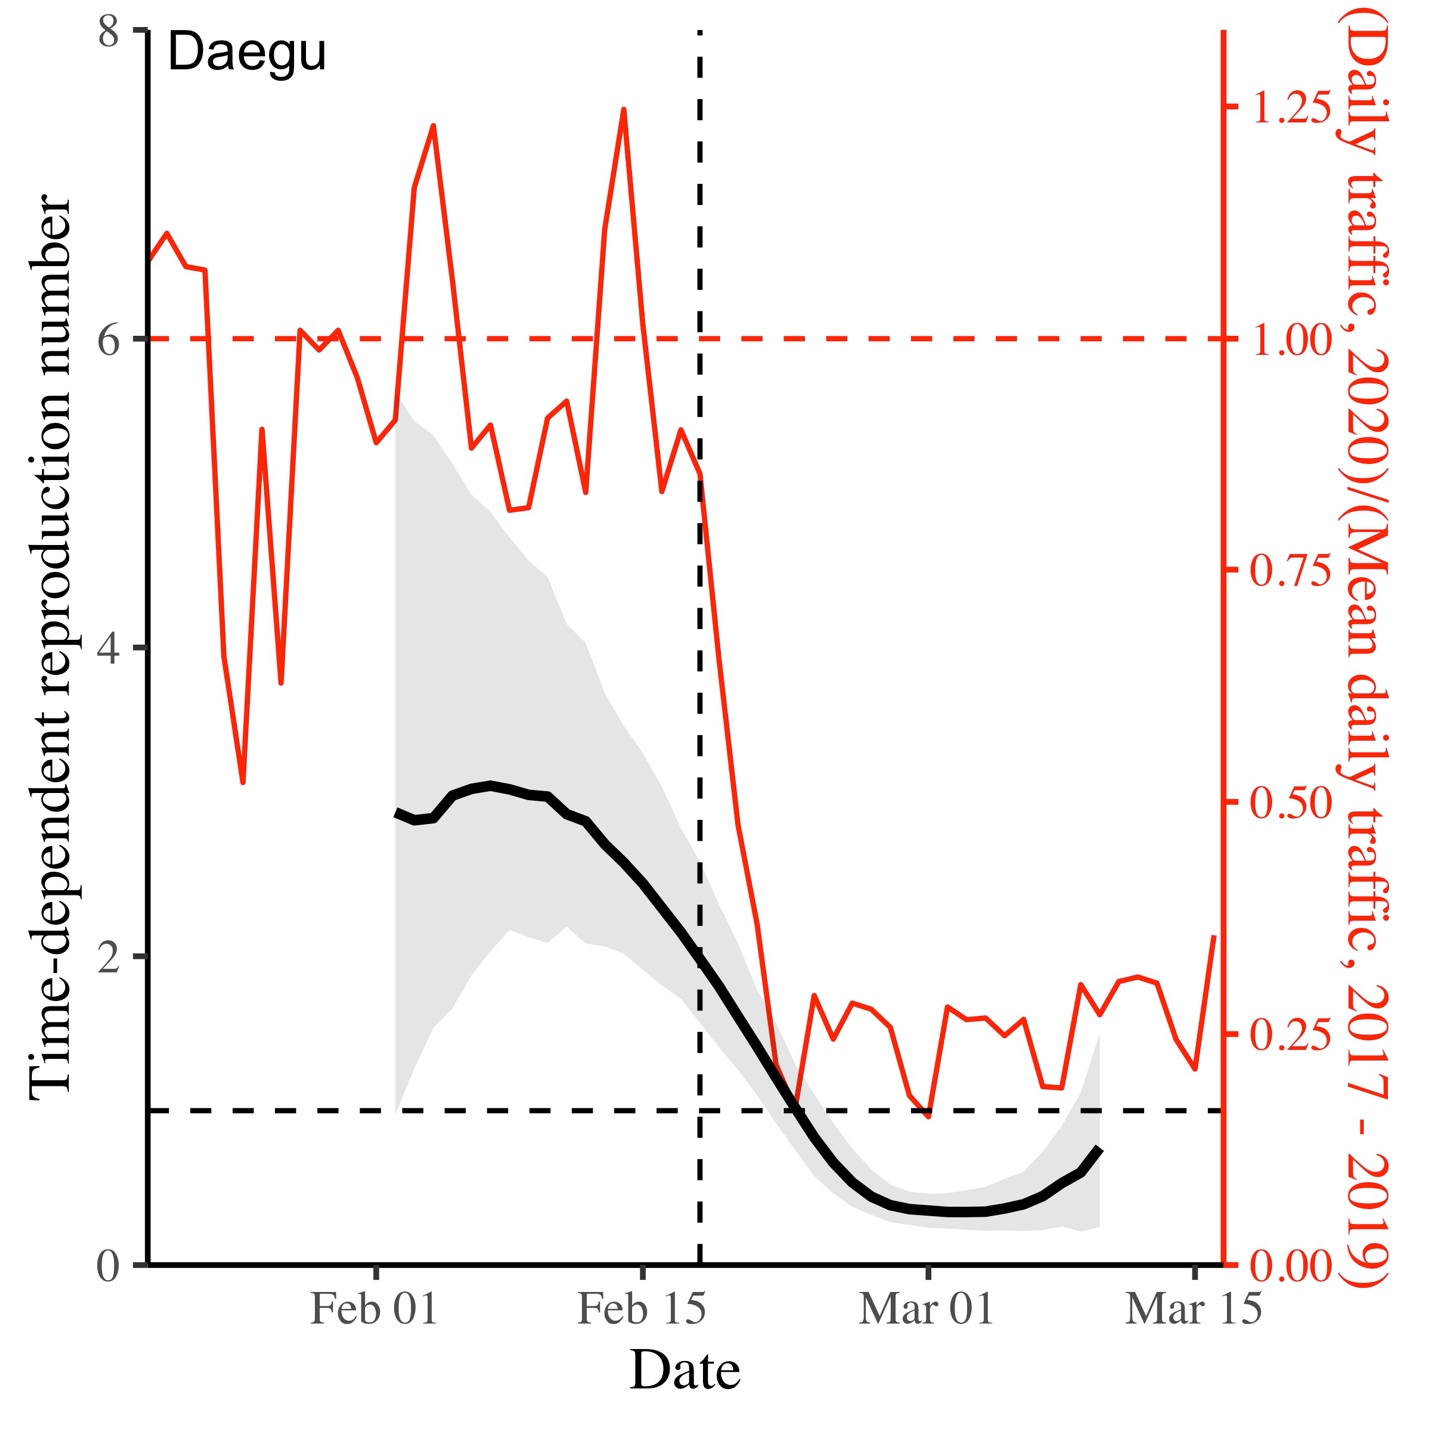 Daegu
Time-dependent reproduction number
8
6
4
2
0
Feb 01
Feb 15
Mar 01
Mar 15
Date
1.25
1.00
0.75
0.50
0.25
0.00
(Daily traffic, 2020)/(Mean daily traffic, 2017 - 2019)